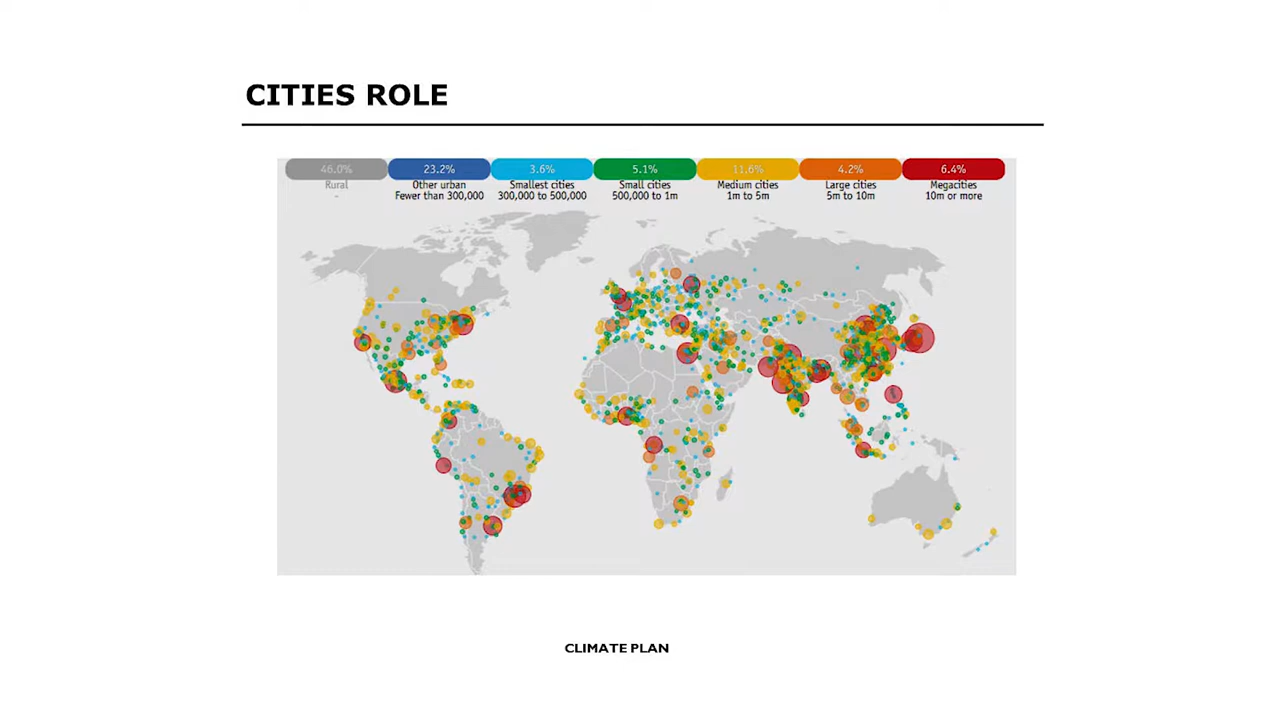 CITIES ROLE
46.0% 23.2% 3.6% 5.1% 11.6% 4.2% 6.4%
Rural Other urban Smallest cities Small cities Medium cities Large cities Megacities
- Fewer than 300,000 300,000 to 500,000 500,000 to 1m 1m to 5m 5m to 10m 10m or more
CLIMATE PLAN